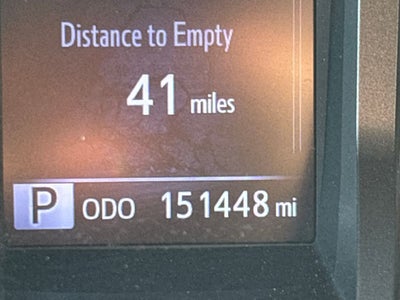 Distance to Empty
41 miles
P ODO 151448 mi